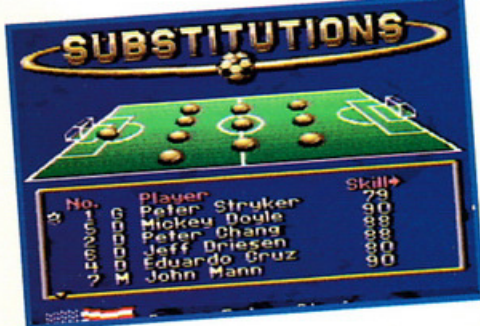 SUBSTITUTIONS
No. Player Skill
1 G Peter Stryker 79
5 D Mickey Doyle 90
2 D Peter Chang 88
6 D Jeff Driesen 88
4 D Eduardo Cruz 80
7 M John Mann 90